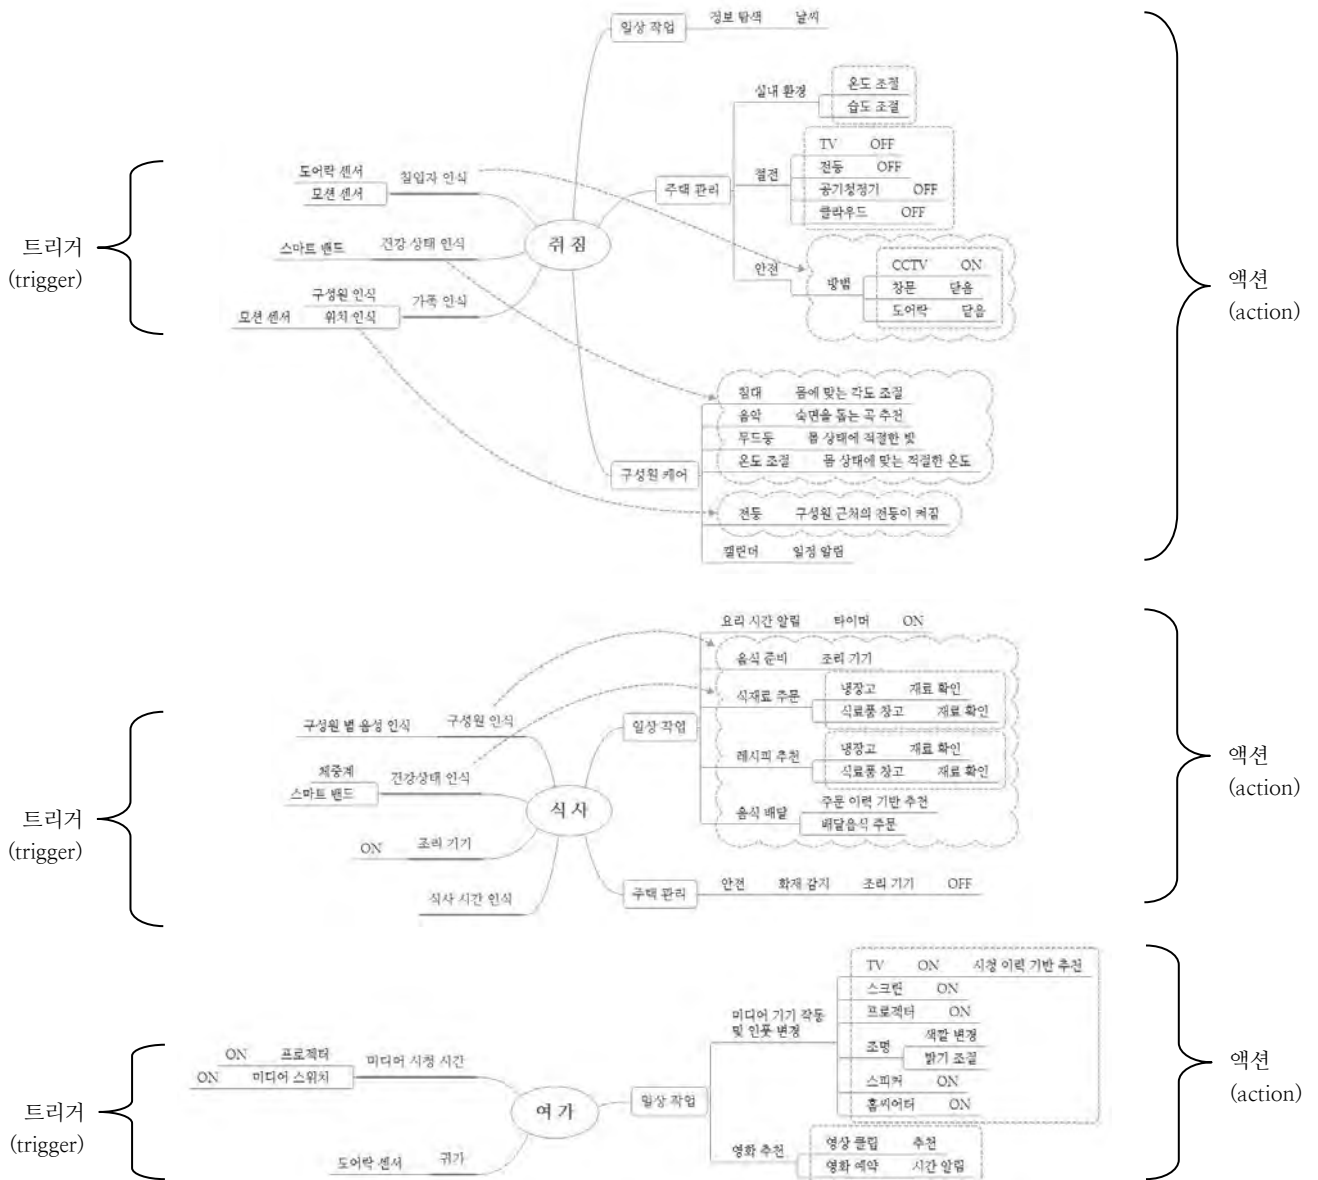 일상 작업 정보 탐색 날씨
실내 환경 온도 조절
습도 조절
TV OFF
도어락 센서 침입자 인식 주택 관리 절전 전등 OFF
모션 센서 공기청정기 OFF
클라우드 OFF
트리거
(trigger)
스마트 밴드 건강 상태 인식 쥐 짐
안전 방범 CCTV ON
창문 닫음
도어락 닫음
액션
(action)
구성원 인식 가족 인식
모션 센서 위치 인식
침대 몸에 맞는 각도 조절
음악 숙면을 돕는 곡 추천
무드등 몸 상태에 적절한 빛
온도 조절 몸 상태에 맞는 적절한 온도
구성원 케어
전등 구성원 근처의 전등이 켜짐
캘린더 일정 알림
요리 시간 알림 타이머 ON
음식 준비 조리 기기
식재료 주문 냉장고 재료 확인
식료품 창고 재료 확인
구성원 별 음성 인식 구성원 인식 일상 작업
레시피 추천 냉장고 재료 확인
식료품 창고 재료 확인
액션
(action)
체중계 건강상태 인식
스마트 밴드
식 사
음식 배달 주문 이력 기반 추천
배달음식 주문
트리거
(trigger)
ON 조리 기기
식사 시간 인식
주택 관리 안전 화재 감지 조리 기기 OFF
TV ON 시청 이력 기반 추천
스크린 ON
프로젝터 ON
미디어 기기 작동
및 인풋 변경
조명 색깔 변경
밝기 조절
스피커 ON
홈씨어터 ON
액션
(action)
ON 프로젝터 미디어 시청 시간
ON 미디어 스위치
트리거
(trigger)
여 가 일상 작업
도어락 센서 귀가
영화 추천 영상 클립 추천
영화 예약 시간 알림